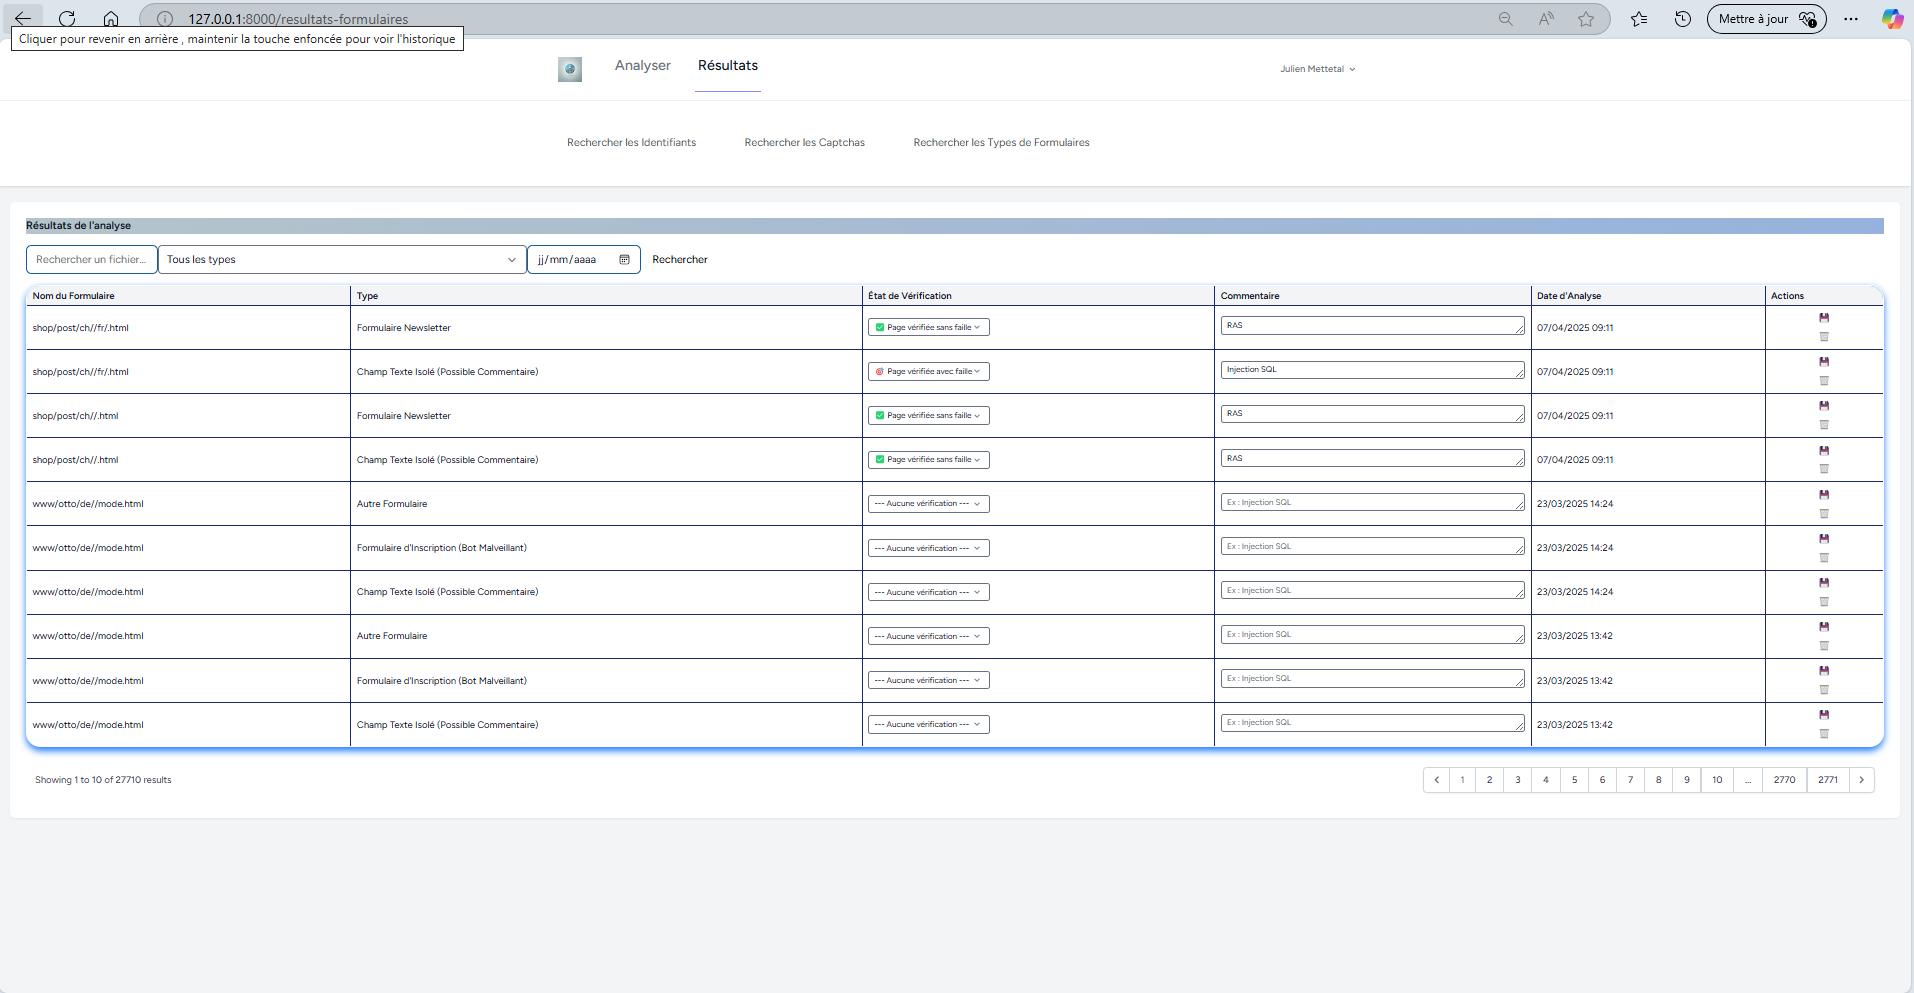 127.0.0.1:8000/resultats-formulaires
Mettre à jour
Cliquer pour revenir en arrière , maintenir la touche enfoncée pour voir l'historique
Analyser Résultats Julien Mettetal
Rechercher les Identifiants Rechercher les Captchas Rechercher les Types de Formulaires
Résultats de l'analyse
Rechercher un fichier... Tous les types jj/mm/aaaa Rechercher
Nom du Formulaire Type État de Vérification Commentaire Date d'Analyse Actions
shop/post/ch//fr/.html Formulaire Newsletter Page vérifiée sans faille RAS 07/04/2025 09:11
shop/post/ch//fr/.html Champ Texte Isolé (Possible Commentaire) Page vérifiée avec faille Injection SQL 07/04/2025 09:11
shop/post/ch//.html Formulaire Newsletter Page vérifiée sans faille RAS 07/04/2025 09:11
shop/post/ch//.html Champ Texte Isolé (Possible Commentaire) Page vérifiée sans faille RAS 07/04/2025 09:11
www/otto/de//mode.html Autre Formulaire --- Aucune vérification --- Ex : Injection SQL 23/03/2025 14:24
www/otto/de//mode.html Formulaire d'Inscription (Bot Malveillant) --- Aucune vérification --- Ex : Injection SQL 23/03/2025 14:24
www/otto/de//mode.html Champ Texte Isolé (Possible Commentaire) --- Aucune vérification --- Ex : Injection SQL 23/03/2025 14:24
www/otto/de//mode.html Autre Formulaire --- Aucune vérification --- Ex : Injection SQL 23/03/2025 13:42
www/otto/de//mode.html Formulaire d'Inscription (Bot Malveillant) --- Aucune vérification --- Ex : Injection SQL 23/03/2025 13:42
www/otto/de//mode.html Champ Texte Isolé (Possible Commentaire) --- Aucune vérification --- Ex : Injection SQL 23/03/2025 13:42
Showing 1 to 10 of 27710 results 1 2 3 4 5 6 7 8 9 10 ... 2770 2771